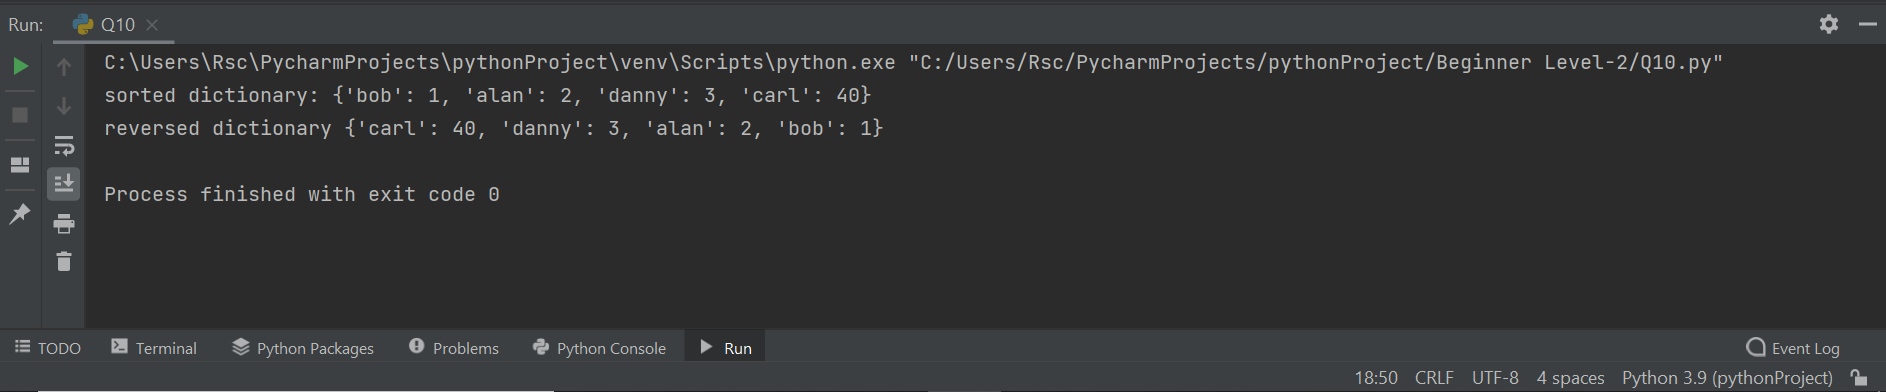 Run: Q10
C:\Users\Rsc\PycharmProjects\pythonProject\venv\Scripts\python.exe "C:/Users/Rsc/PycharmProjects/pythonProject/Beginner Level-2/Q10.py"
sorted dictionary: {'bob': 1, 'alan': 2, 'danny': 3, 'carl': 40}
reversed dictionary {'carl': 40, 'danny': 3, 'alan': 2, 'bob': 1}
Process finished with exit code 0
TODO Terminal Python Packages Problems Python Console Run Event Log
18:50 CRLF UTF-8 4 spaces Python 3.9 (pythonProject)